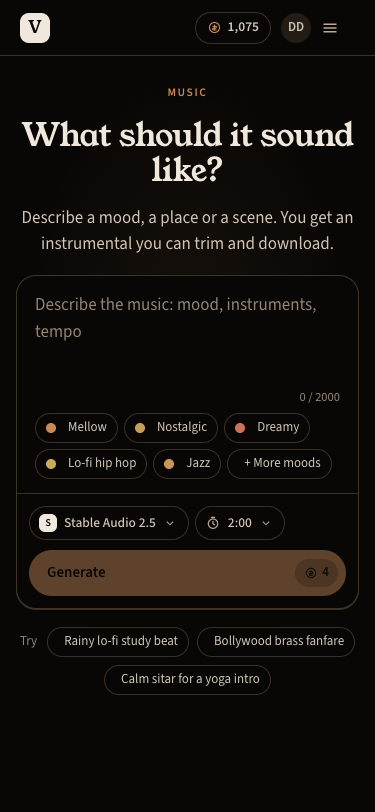 V
1,075
DD
MUSIC
What should it sound
like?
Describe a mood, a place or a scene. You get an
instrumental you can trim and download.
Describe the music: mood, instruments,
tempo
0 / 2000
Mellow
Nostalgic
Dreamy
Lo-fi hip hop
Jazz
+ More moods
S
Stable Audio 2.5
2:00
Generate
4
Try
Rainy lo-fi study beat
Bollywood brass fanfare
Calm sitar for a yoga intro